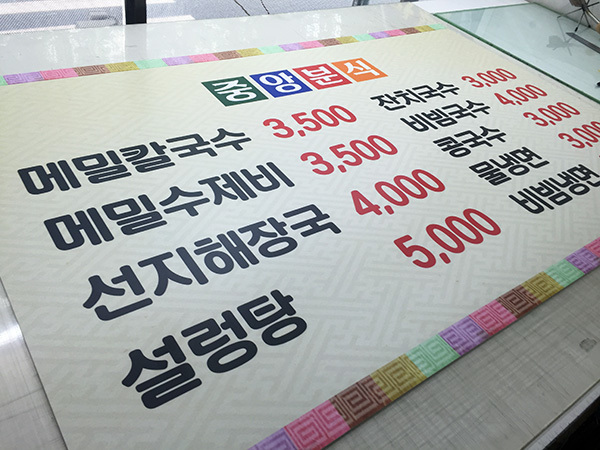 중앙분식
메밀칼국수 3,500
메밀수제비 3,500
선지해장국 4,000
설렁탕 5,000
잔치국수 3,000
비빔국수 4,000
콩국수 3,000
물냉면
비빔냉면